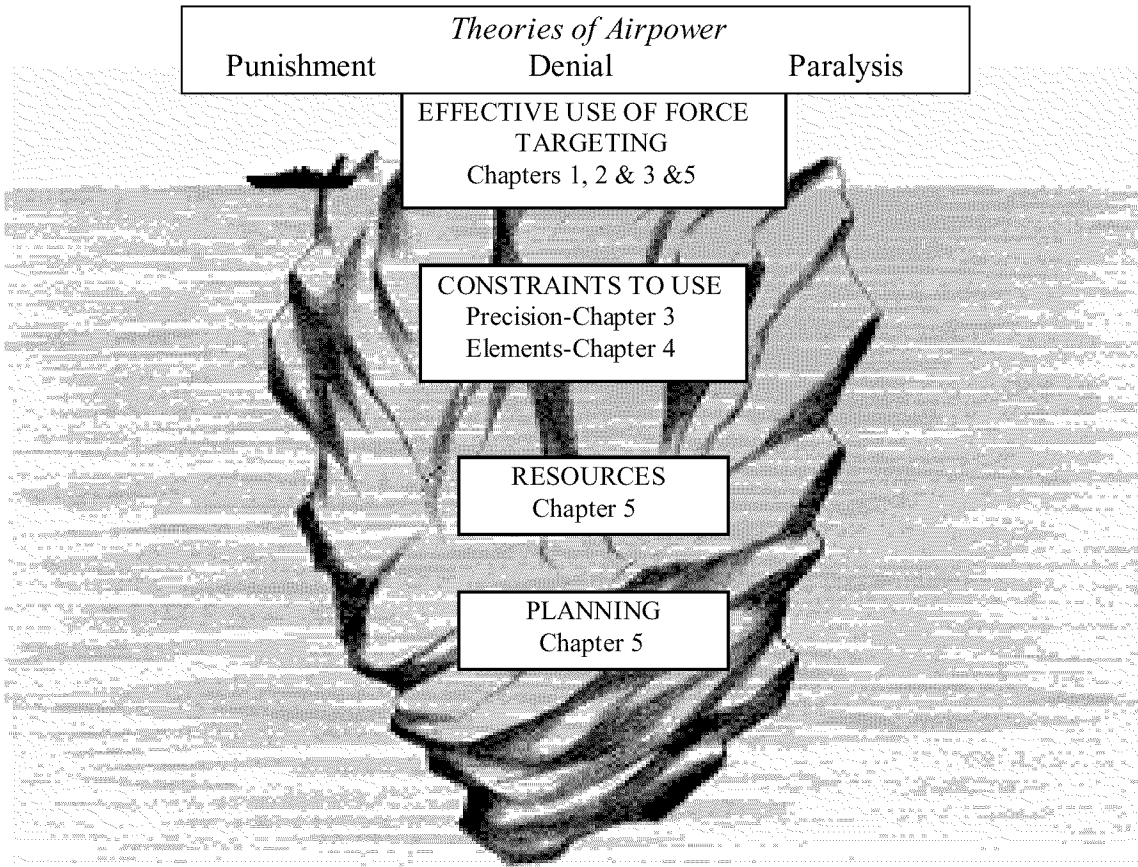 Theories of Airpower
Punishment Denial Paralysis
EFFECTIVE USE OF FORCE
TARGETING
Chapters 1, 2 & 3 &5
CONSTRAINTS TO USE
Precision-Chapter 3
Elements-Chapter 4
RESOURCES
Chapter 5
PLANNING
Chapter 5